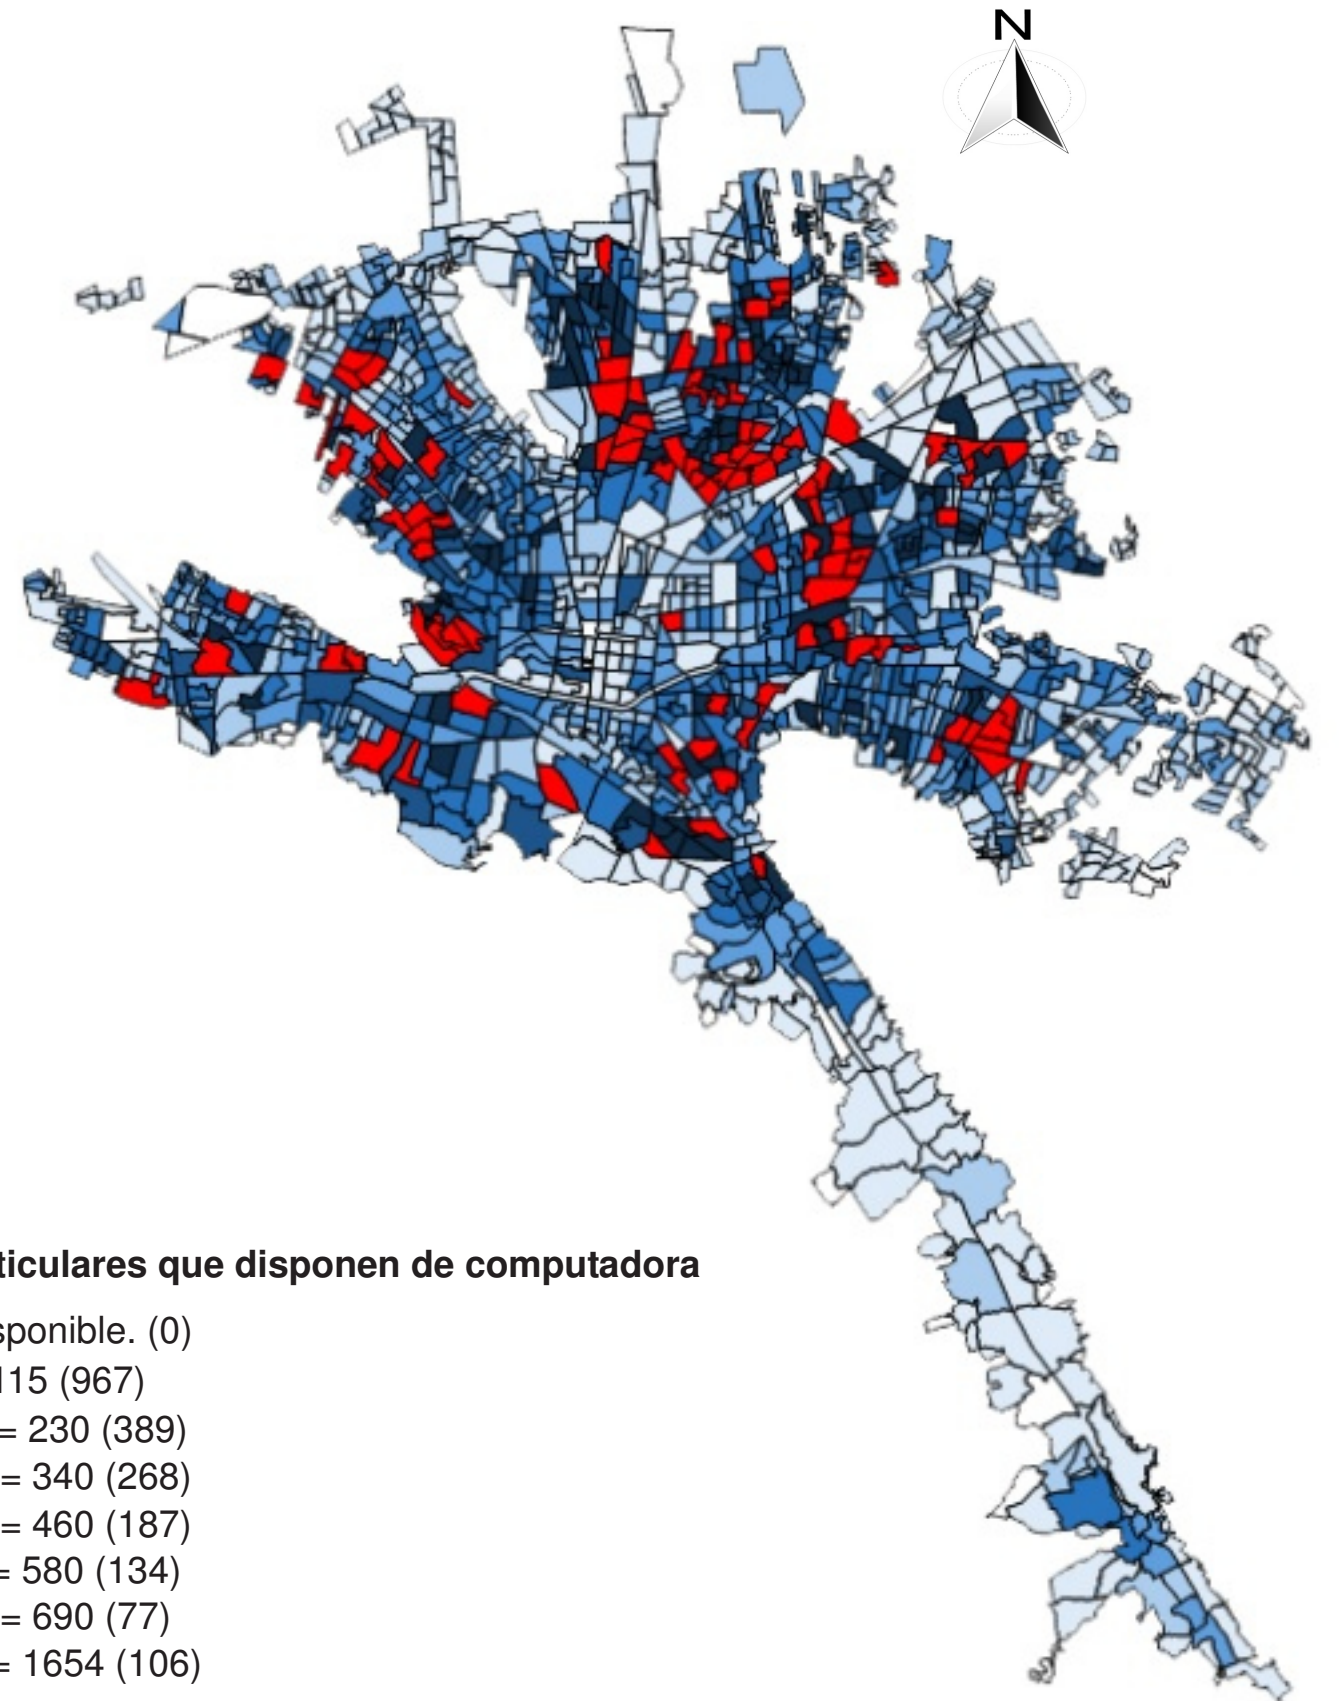 N
ticulares que disponen de computadora
sponible. (0)
115 (967)
= 230 (389)
= 340 (268)
= 460 (187)
= 580 (134)
= 690 (77)
= 1654 (106)